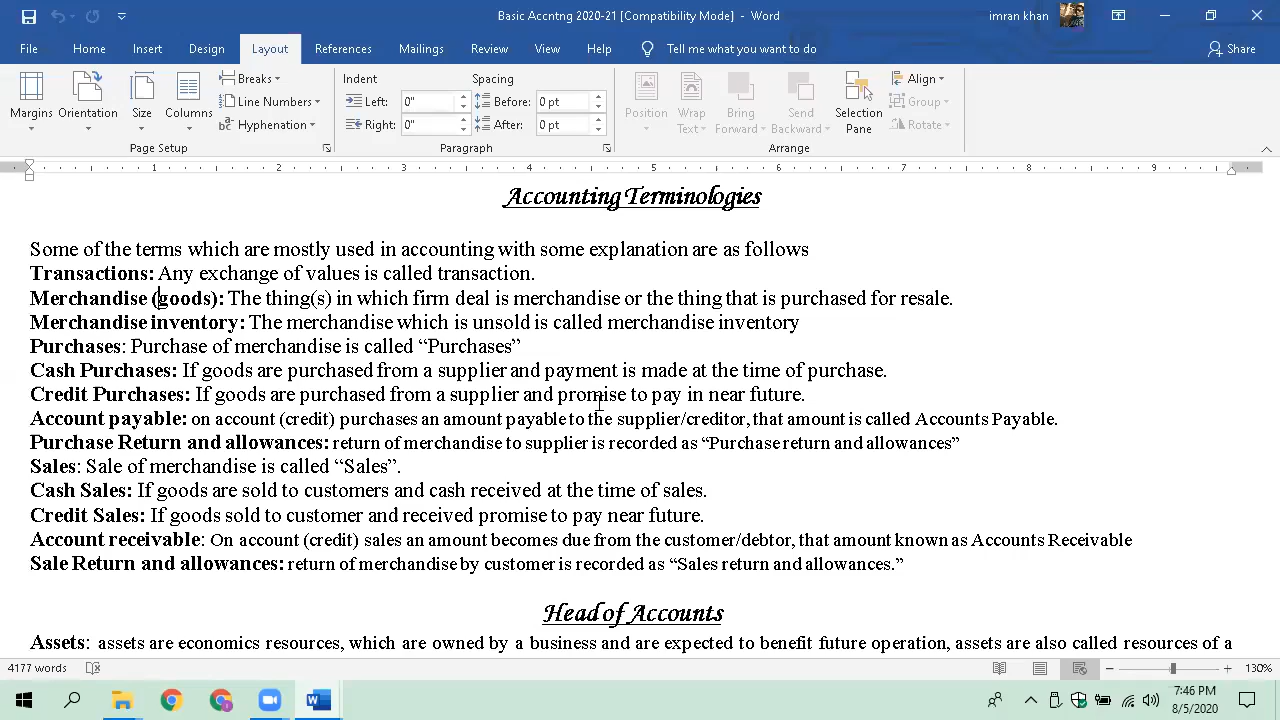 Basic Accntng 2020-21 [Compatibility Mode] - Word
imran khan
File Home Insert Design Layout References Mailings Review View Help Tell me what you want to do Share
Margins Orientation Size Columns
Breaks
Line Numbers
Hyphenation
Page Setup
Indent Spacing
Left: 0" Before: 0 pt
Right: 0" After: 0 pt
Paragraph
Position Wrap Text Bring Forward Send Backward Selection Pane
Align
Group
Rotate
Arrange
1 2 3 4 5 6 7 8 9
Accounting Terminologies
Some of the terms which are mostly used in accounting with some explanation are as follows
Transactions: Any exchange of values is called transaction.
Merchandise (goods): The thing(s) in which firm deal is merchandise or the thing that is purchased for resale.
Merchandise inventory: The merchandise which is unsold is called merchandise inventory
Purchases: Purchase of merchandise is called “Purchases”
Cash Purchases: If goods are purchased from a supplier and payment is made at the time of purchase.
Credit Purchases: If goods are purchased from a supplier and promise to pay in near future.
Account payable: on account (credit) purchases an amount payable to the supplier/creditor, that amount is called Accounts Payable.
Purchase Return and allowances: return of merchandise to supplier is recorded as “Purchase return and allowances”
Sales: Sale of merchandise is called “Sales”.
Cash Sales: If goods are sold to customers and cash received at the time of sales.
Credit Sales: If goods sold to customer and received promise to pay near future.
Account receivable: On account (credit) sales an amount becomes due from the customer/debtor, that amount known as Accounts Receivable
Sale Return and allowances: return of merchandise by customer is recorded as “Sales return and allowances.”
Head of Accounts
Assets: assets are economics resources, which are owned by a business and are expected to benefit future operation, assets are also called resources of a
4177 words
130%
7:46 PM
8/5/2020